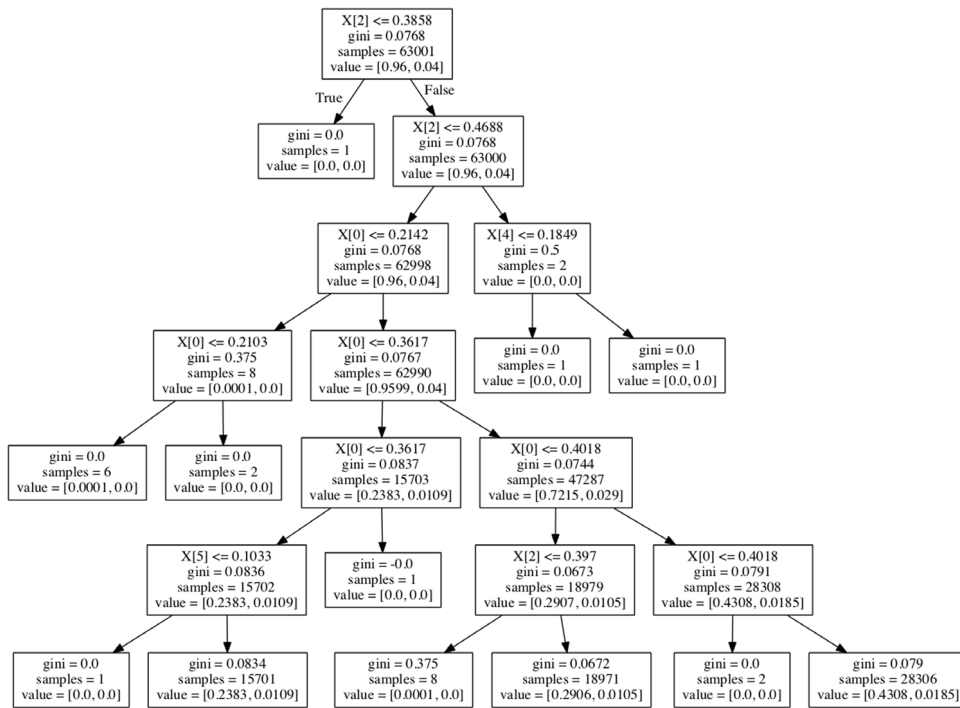 X[2] <= 0.3858
gini = 0.0768
samples = 63001
value = [0.96, 0.04]
True
False
gini = 0.0
samples = 1
value = [0.0, 0.0]
X[2] <= 0.4688
gini = 0.0768
samples = 63000
value = [0.96, 0.04]
X[0] <= 0.2142
gini = 0.0768
samples = 62998
value = [0.96, 0.04]
X[4] <= 0.1849
gini = 0.5
samples = 2
value = [0.0, 0.0]
X[0] <= 0.2103
gini = 0.375
samples = 8
value = [0.0001, 0.0]
X[0] <= 0.3617
gini = 0.0767
samples = 62990
value = [0.9599, 0.04]
gini = 0.0
samples = 1
value = [0.0, 0.0]
gini = 0.0
samples = 1
value = [0.0, 0.0]
gini = 0.0
samples = 6
value = [0.0001, 0.0]
gini = 0.0
samples = 2
value = [0.0, 0.0]
X[0] <= 0.3617
gini = 0.0837
samples = 15703
value = [0.2383, 0.0109]
X[0] <= 0.4018
gini = 0.0744
samples = 47287
value = [0.7215, 0.029]
X[5] <= 0.1033
gini = 0.0836
samples = 15702
value = [0.2383, 0.0109]
gini = -0.0
samples = 1
value = [0.0, 0.0]
X[2] <= 0.397
gini = 0.0673
samples = 18979
value = [0.2907, 0.0105]
X[0] <= 0.4018
gini = 0.0791
samples = 28308
value = [0.4308, 0.0185]
gini = 0.0
samples = 1
value = [0.0, 0.0]
gini = 0.0834
samples = 15701
value = [0.2383, 0.0109]
gini = 0.375
samples = 8
value = [0.0001, 0.0]
gini = 0.0672
samples = 18971
value = [0.2906, 0.0105]
gini = 0.0
samples = 2
value = [0.0, 0.0]
gini = 0.079
samples = 28306
value = [0.4308, 0.0185]